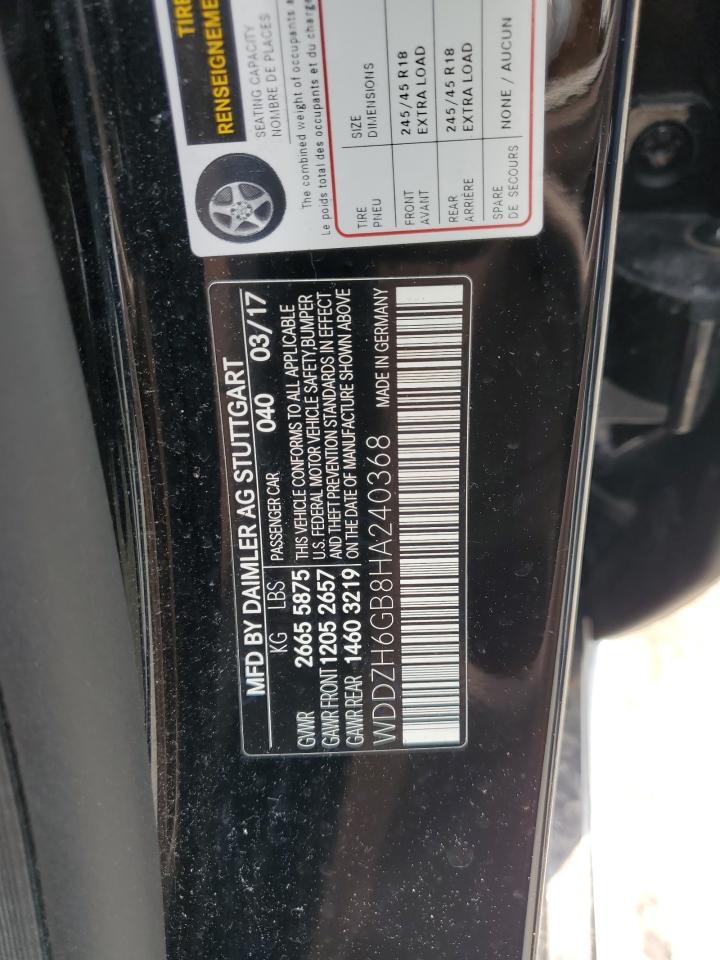 TIRE
RENSEIGNEME
SEATING CAPACITY
NOMBRE DE PLACES
The combined weight of occupants a
Le poids total des occupants et du charge
TIRE
PNEU
SIZE
DIMENSIONS
FRONT
AVANT
245/45 R18
EXTRA LOAD
REAR
ARRIÈRE
245/45 R18
EXTRA LOAD
SPARE
DE SECOURS
NONE / AUCUN
MFD BY DAIMLER AG STUTTGART
KG LBS PASSENGER CAR 040 03/17
GVWR 2665 5875 THIS VEHICLE CONFORMS TO ALL APPLICABLE
U.S. FEDERAL MOTOR VEHICLE SAFETY,BUMPER
GAWR FRONT 1205 2657 AND THEFT PREVENTION STANDARDS IN EFFECT
GAWR REAR 1460 3219 ON THE DATE OF MANUFACTURE SHOWN ABOVE
WDDZH6GB8HA240368 MADE IN GERMANY